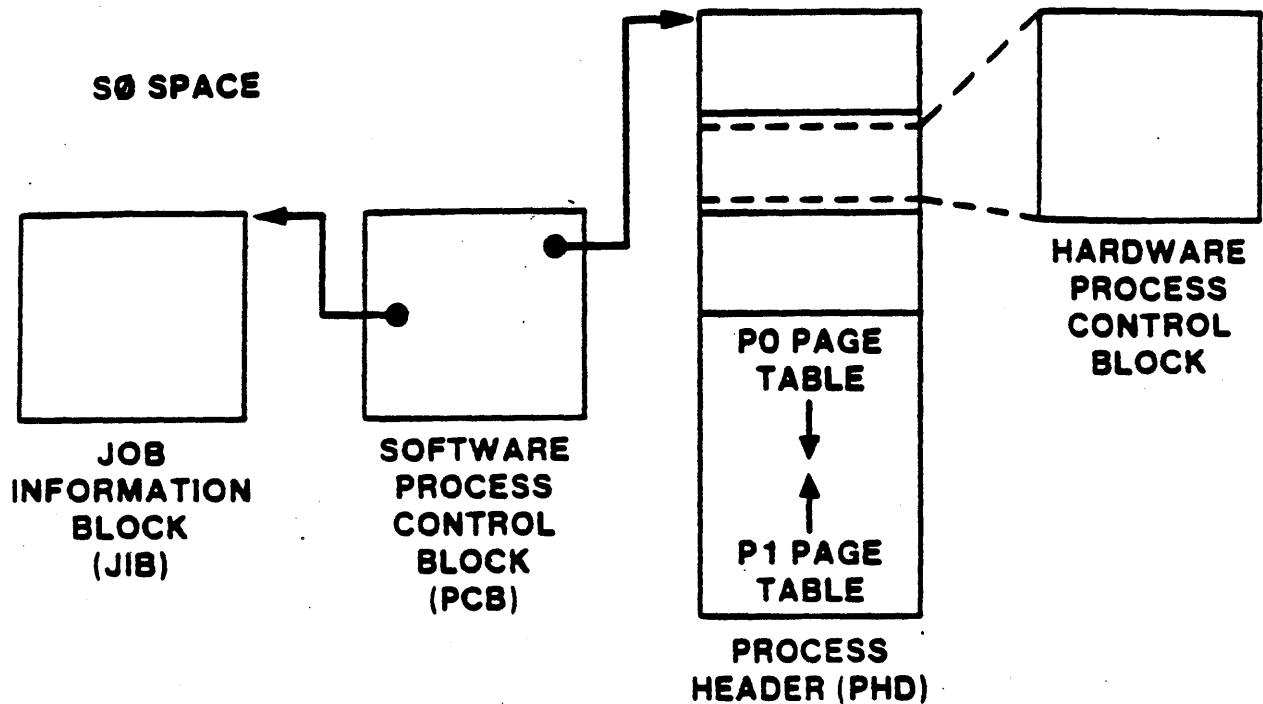 SØ SPACE
JOB
INFORMATION
BLOCK
(JIB)
SOFTWARE
PROCESS
CONTROL
BLOCK
(PCB)
P0 PAGE
TABLE
P1 PAGE
TABLE
PROCESS
HEADER (PHD)
HARDWARE
PROCESS
CONTROL
BLOCK